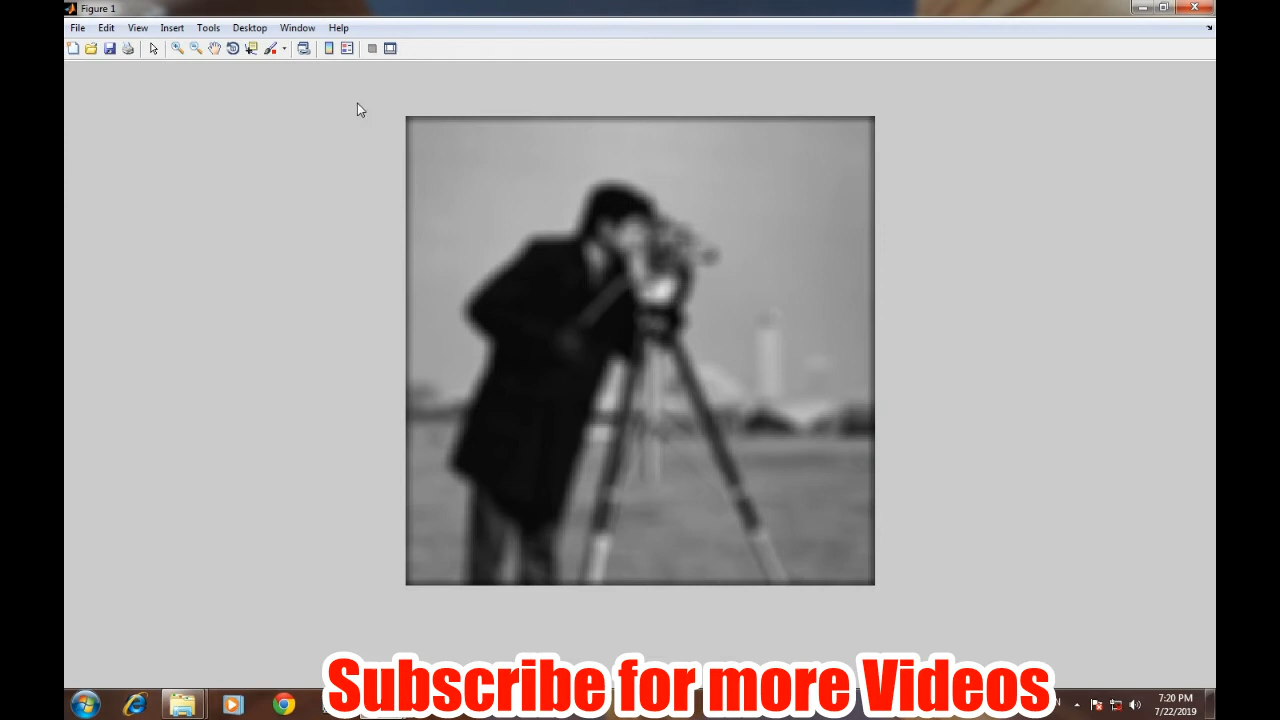 Figure 1
File Edit View Insert Tools Desktop Window Help
Subscribe for more Videos
7:20 PM
7/22/2019